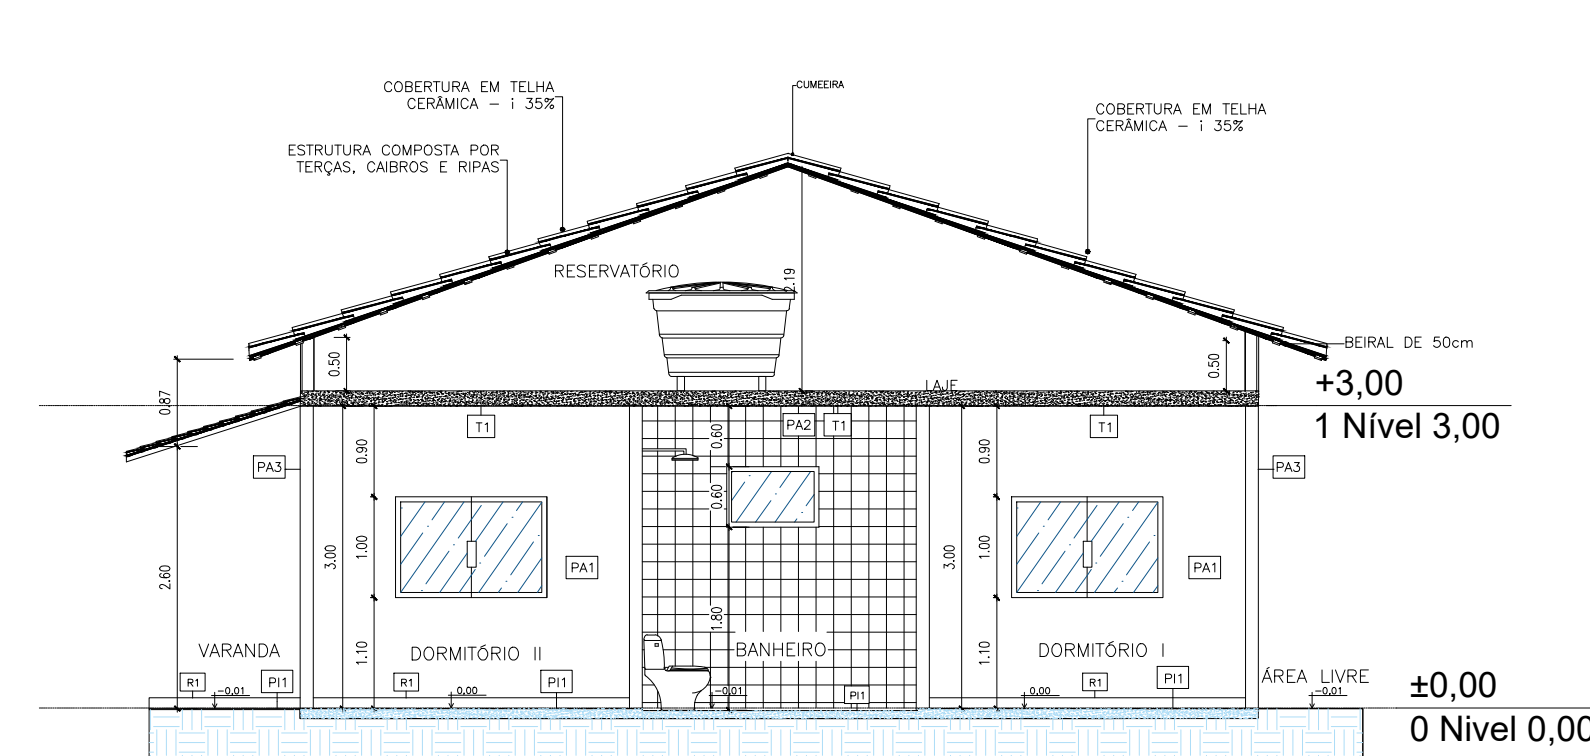 COBERTURA EM TELHA
CERÂMICA - i 35%
CUMEEIRA
COBERTURA EM TELHA
CERÂMICA - i 35%
ESTRUTURA COMPOSTA POR
TERÇAS, CAIBROS E RIPAS
RESERVATÓRIO
2.19
BEIRAL DE 50cm
0.50
0.50
LAJE
+3,00
1 Nível 3,00
0.87
T1
PA2
T1
T1
0.90
0.60
0.90
PA3
PA3
0.60
3.00
1.00
3.00
1.00
PA1
PA1
2.60
1.80
1.10
1.10
VARANDA
DORMITÓRIO II
BANHEIRO
DORMITÓRIO I
ÁREA LIVRE
R1
-0,01
PI1
R1
0,00
PI1
-0,01
PI1
0,00
R1
PI1
-0,01
±0,00
0 Nivel 0,00